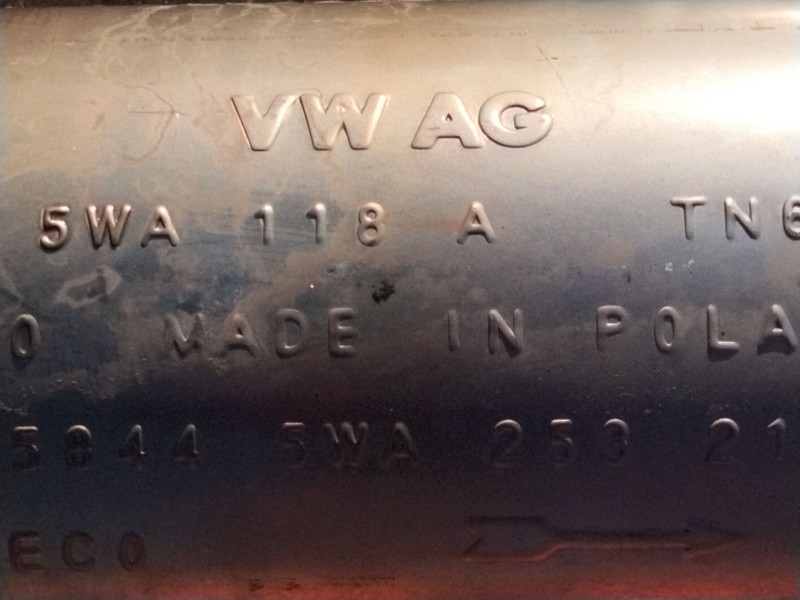 VW AG
5WA 118 A TN6
0 MADE IN POLA
5844 5WA 253 21
ECO